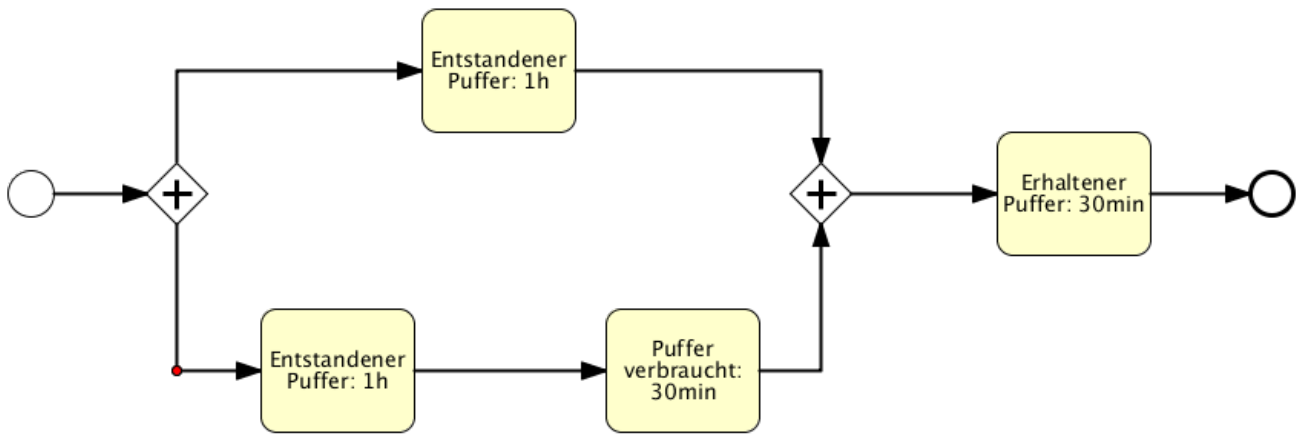 Entstandener
Puffer: 1h
Erhaltener
Puffer: 30min
Entstandener
Puffer: 1h
Puffer
verbraucht:
30min